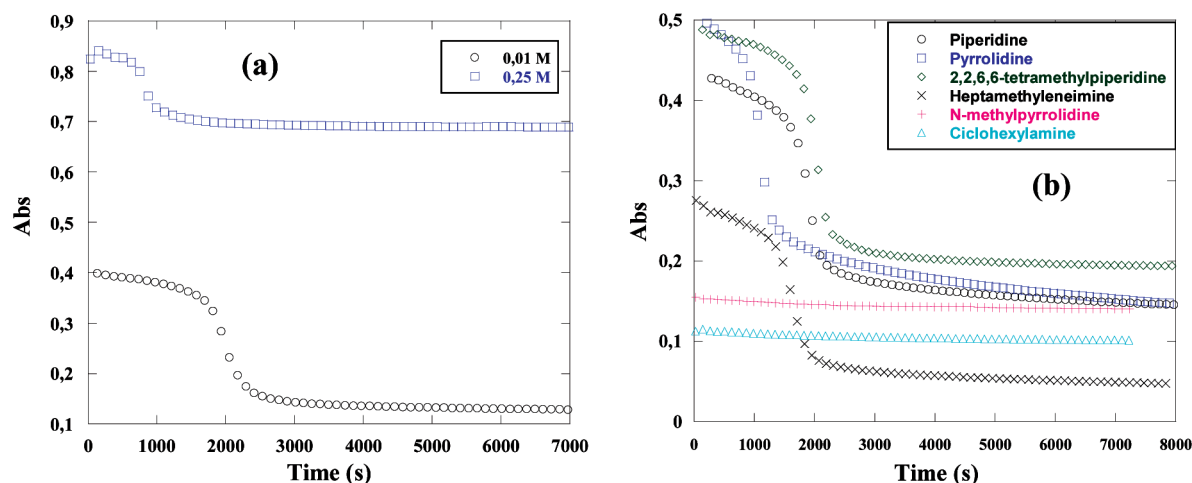 (a)
0,01 M
0,25 M
0,9
0,8
0,7
0,6
0,5
0,4
0,3
0,2
0,1
Abs
0
1000
2000
3000
4000
5000
6000
7000
Time (s)
(b)
Piperidine
Pyrrolidine
2,2,6,6-tetramethylpiperidine
Heptamethyleneimine
N-methylpyrrolidine
Ciclohexylamine
0,5
0,4
0,3
0,2
0,1
0
Abs
0
1000
2000
3000
4000
5000
6000
7000
8000
Time (s)